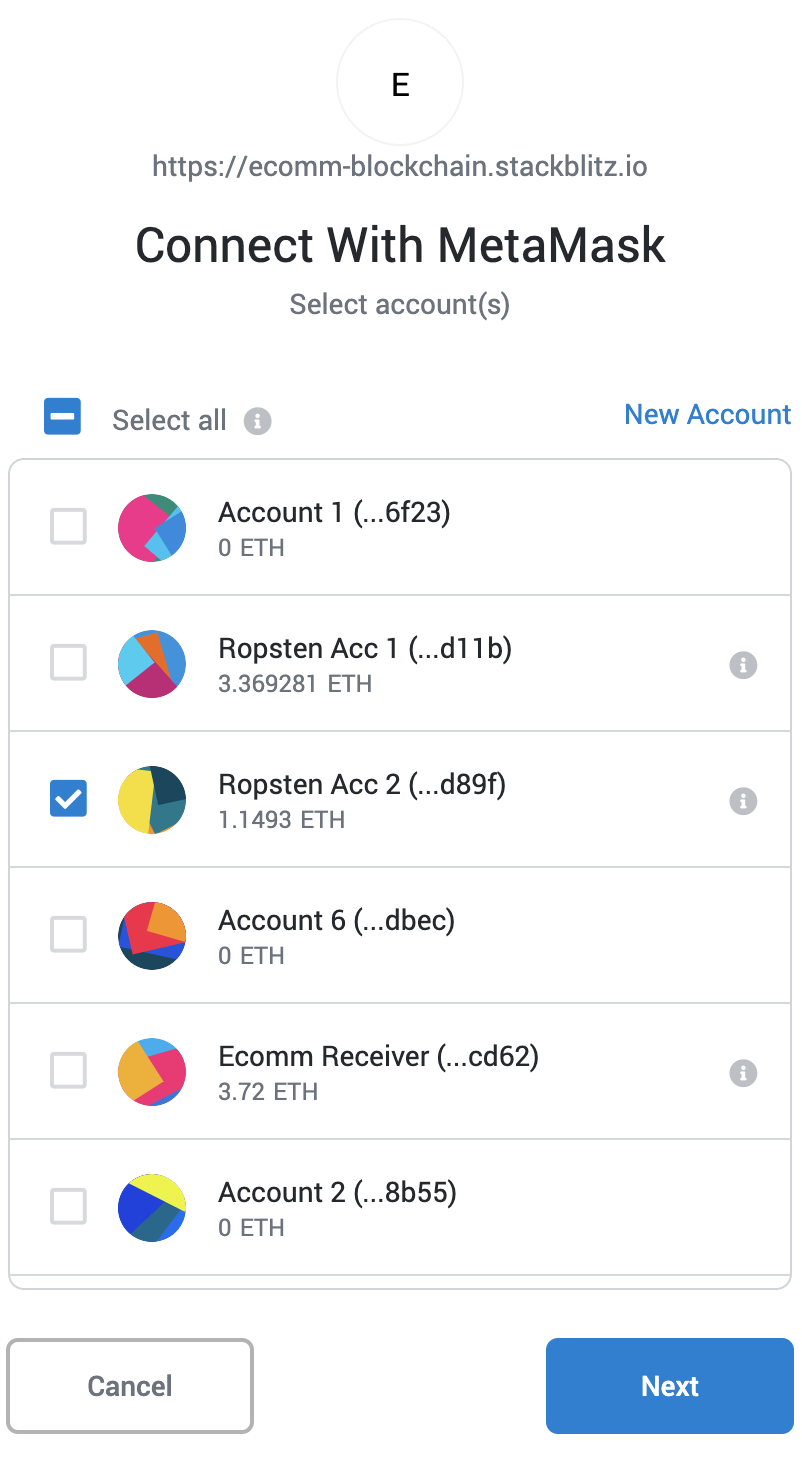 E
https://ecomm-blockchain.stackblitz.io
Connect With MetaMask
Select account(s)
Select all
New Account
Account 1 (...6f23)
0 ETH
Ropsten Acc 1 (...d11b)
3.369281 ETH
Ropsten Acc 2 (...d89f)
1.1493 ETH
Account 6 (...dbec)
0 ETH
Ecomm Receiver (...cd62)
3.72 ETH
Account 2 (...8b55)
0 ETH
Cancel
Next